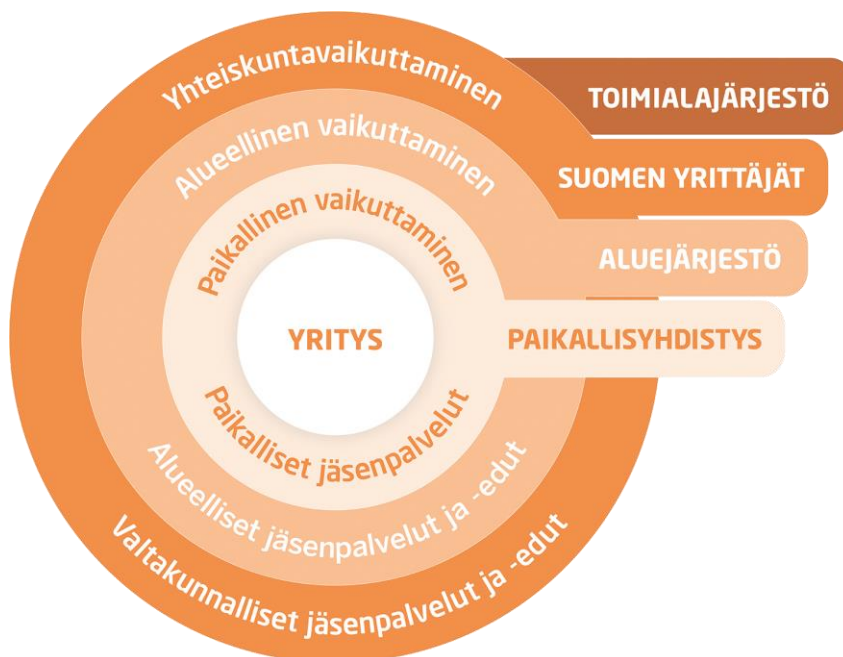 Yhteiskuntavaikuttaminen
TOIMIALAJÄRJESTÖ
Alueellinen vaikuttaminen
SUOMEN YRITTÄJÄT
Paikallinen vaikuttaminen
ALUEJÄRJESTÖ
YRITYS
PAIKALLISYHDISTYS
Paikalliset jäsenpalvelut
Alueelliset jäsenpalvelut ja -edut
Valtakunnalliset jäsenpalvelut ja -edut